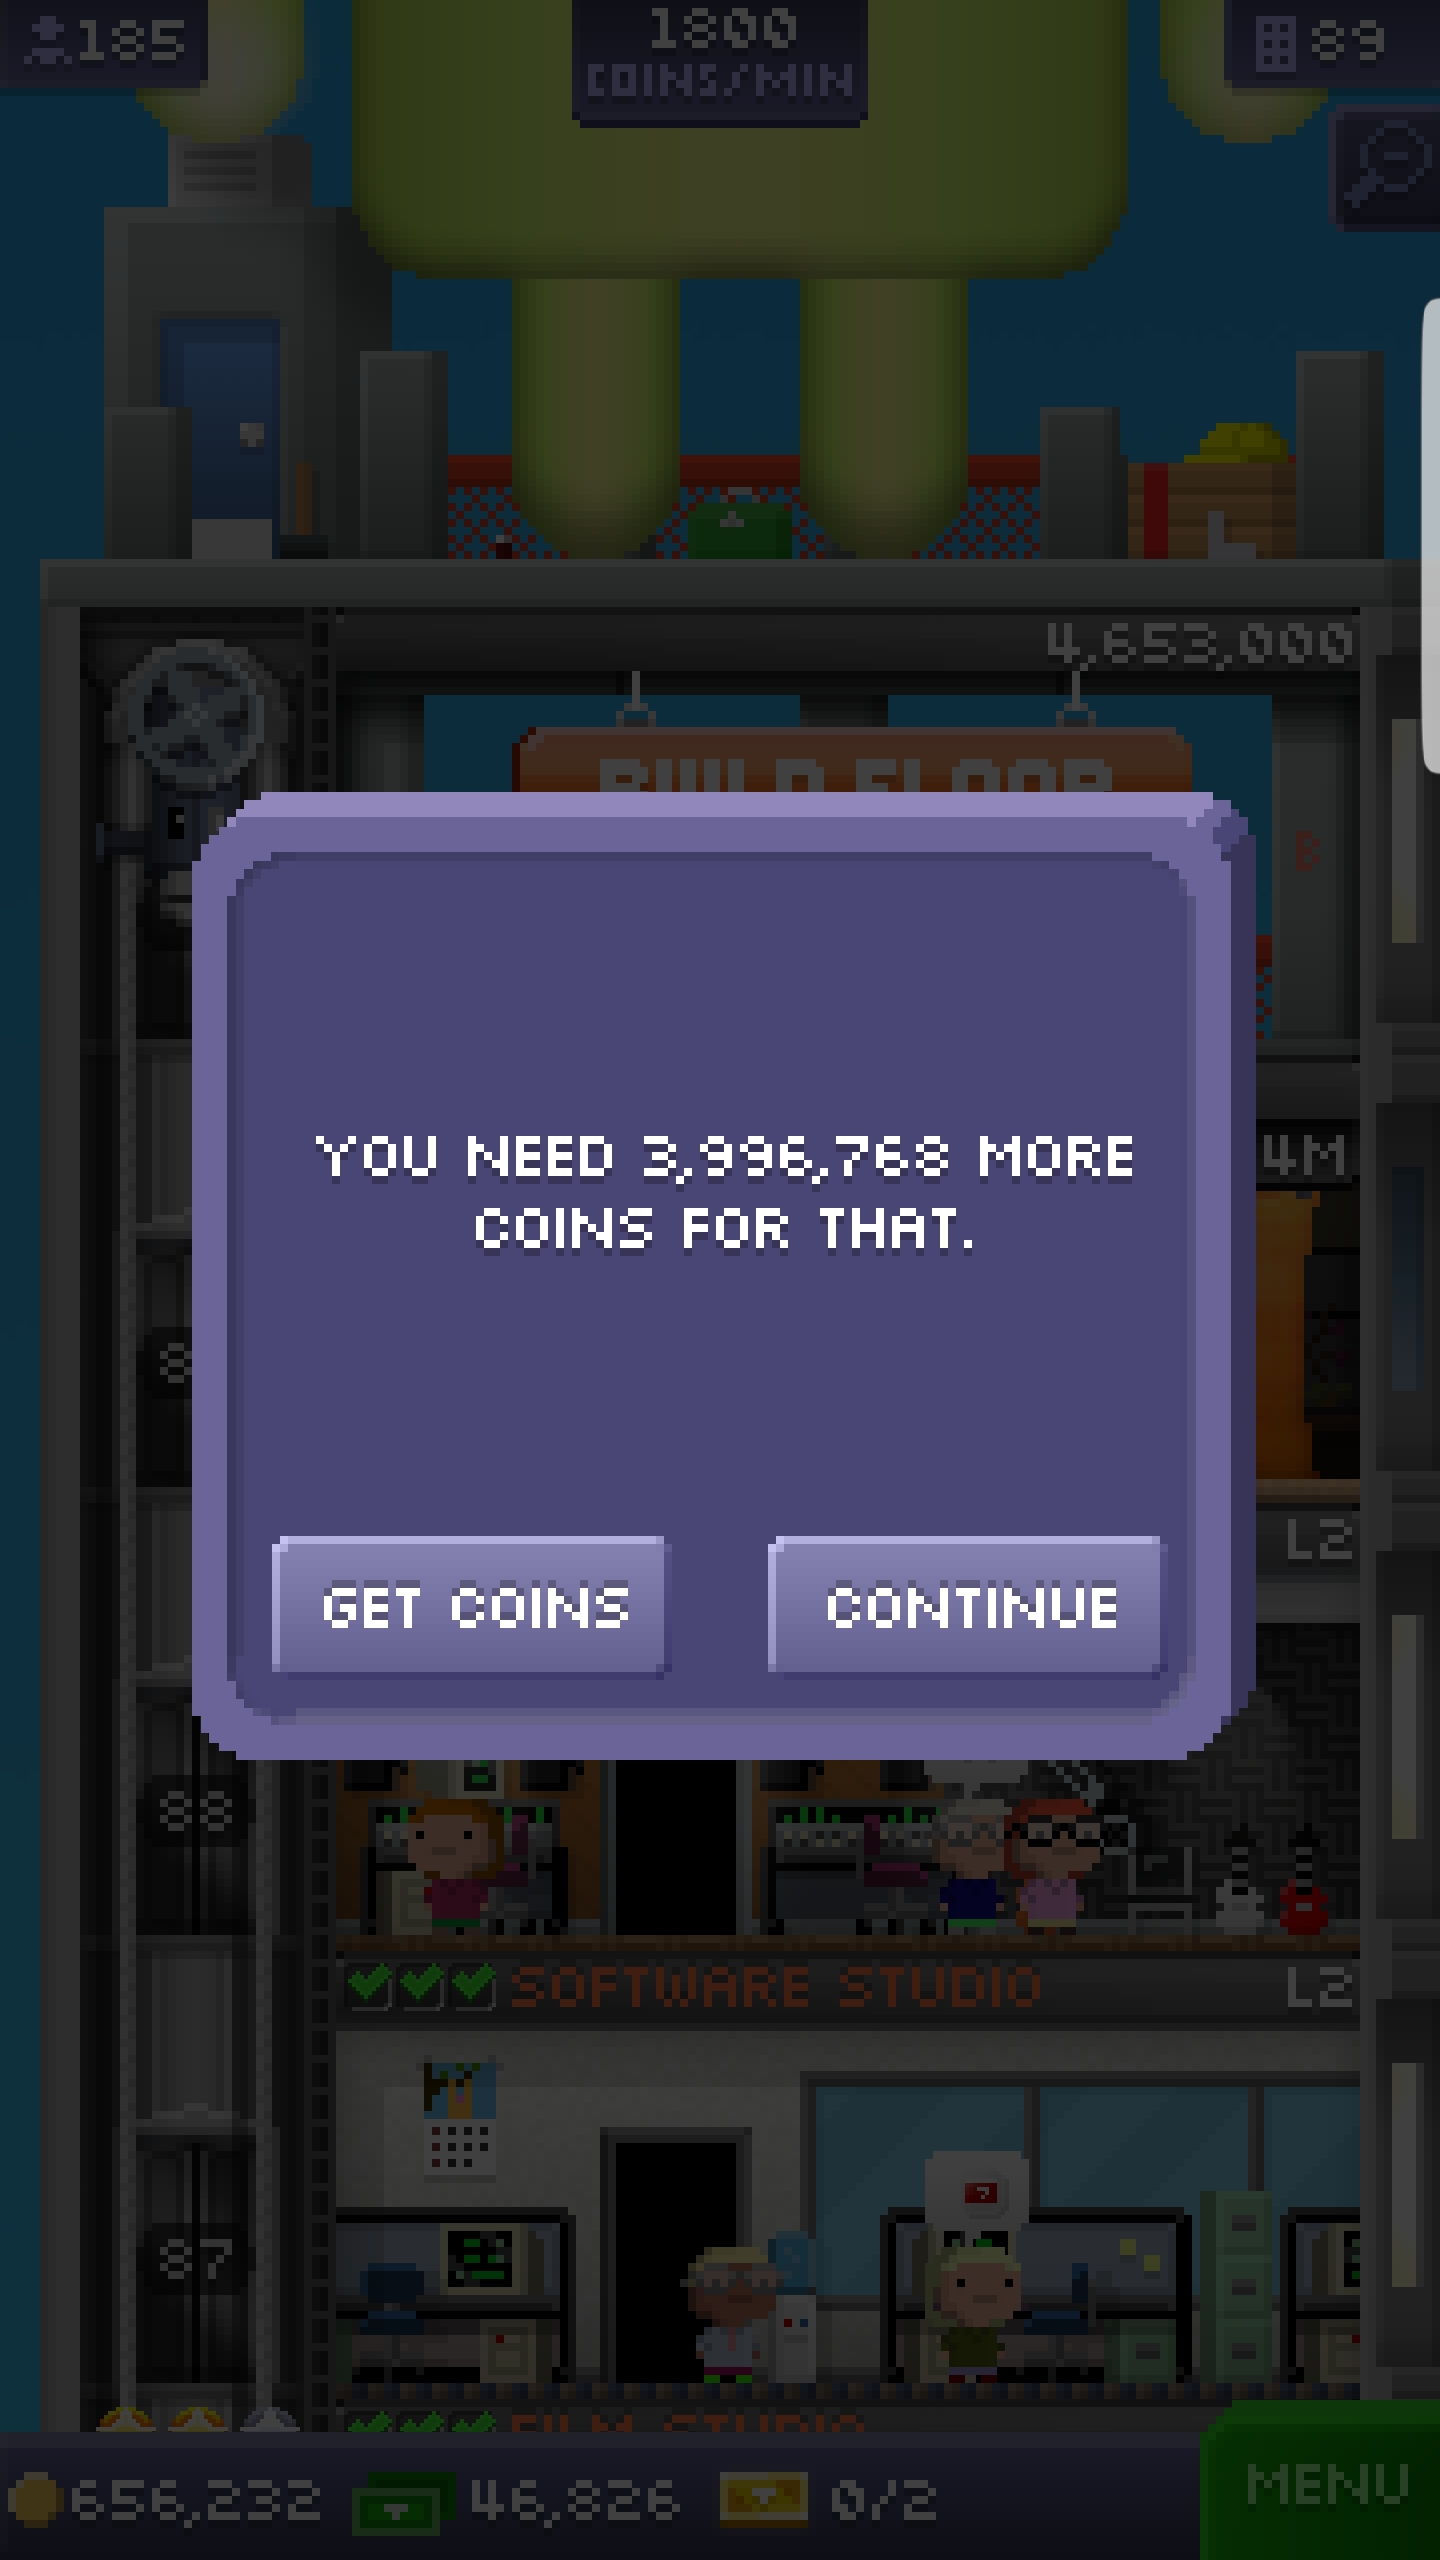 185
1800
COINS/MIN
89
4,653,000
BUILD FLOOR
B
YOU NEED 3,996,768 MORE
COINS FOR THAT.
4M
8
L2
GET COINS
CONTINUE
88
SOFTWARE STUDIO
L2
87
FILM STUDIO
656,232
46,826
0/2
MENU